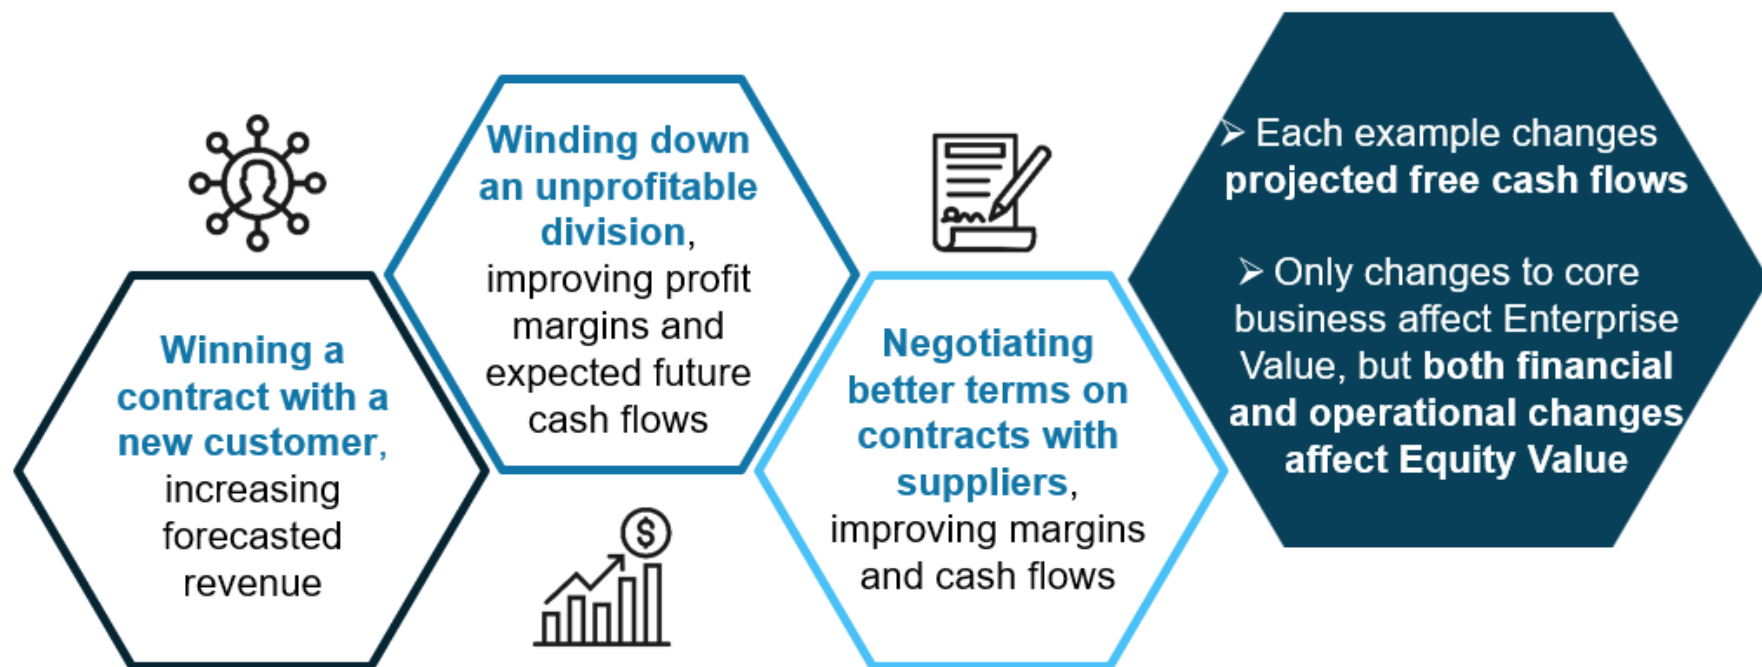 Winning a
contract with a
new customer,
increasing
forecasted
revenue
Winding down
an unprofitable
division,
improving profit
margins and
expected future
cash flows
$
Negotiating
better terms on
contracts with
suppliers,
improving margins
and cash flows
➢ Each example changes
projected free cash flows
➢ Only changes to core
business affect Enterprise
Value, but both financial
and operational changes
affect Equity Value